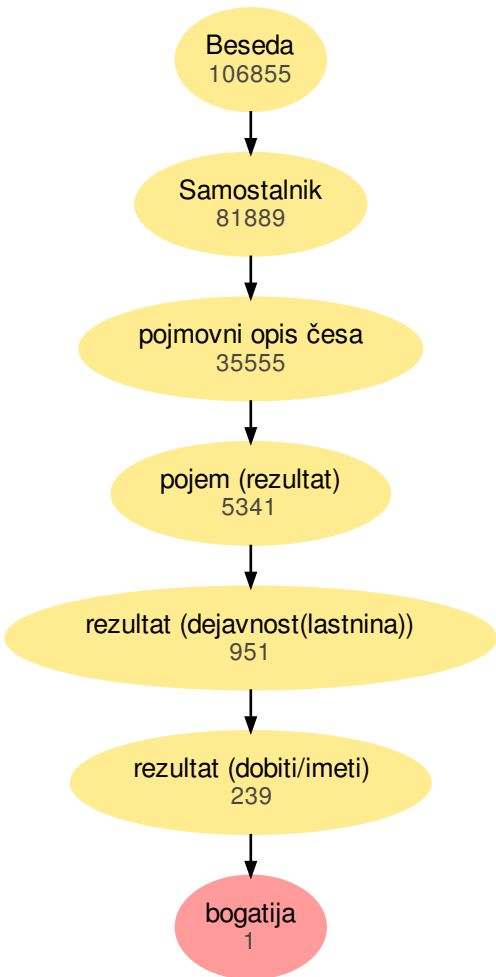 Beseda
106855
Samostalnik
81889
pojmovni opis česa
35555
pojem (rezultat)
5341
rezultat (dejavnost(lastnina))
951
rezultat (dobiti/imeti)
239
bogatija
1